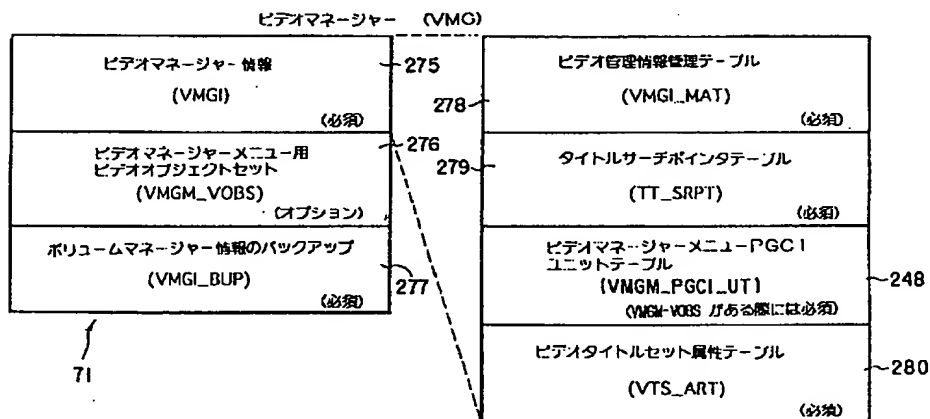 ビデオマネージャー (VMG)
ビデオマネージャー情報
(VMGI)
(必須)
275
ビデオマネージャーメニュー用
ビデオオブジェクトセット
(VMGM_VOBS)
(オプション)
276
ボリュームマネージャー情報のバックアップ
(VMGI_BUP)
(必須)
277
71
ビデオ管理情報管理テーブル
(VMGI_MAT)
(必須)
278
タイトルサーチポインタテーブル
(TT_SRPT)
(必須)
279
ビデオマネージャーメニューPGCI
ユニットテーブル
(VMGM_PGCI_UT)
(VMGM-VOBS がある際には必須)
248
ビデオタイトルセット属性テーブル
(VTS_ART)
(必須)
280